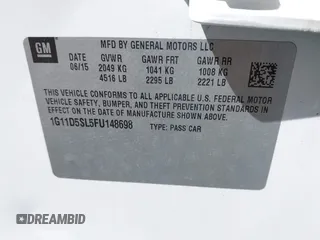 GM
MFD BY GENERAL MOTORS LLC
DATE GVWR GAWR FRT GAWR RR
06/15 2049 KG 1041 KG 1008 KG
4516 LB 2295 LB 2221 LB
THIS VEHICLE CONFORMS TO ALL APPLICABLE U.S. FEDERAL MOTOR
VEHICLE SAFETY, BUMPER, AND THEFT PREVENTION STANDARDS IN
EFFECT ON THE DATE OF MANUFACTURE SHOWN ABOVE.
1G11D5SL5FU148698 TYPE: PASS CAR
DREAMBID